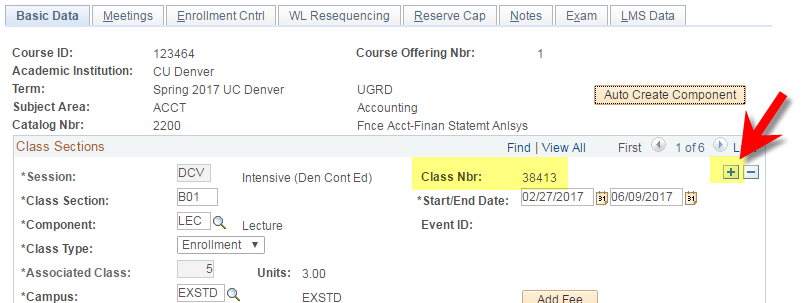 Basic Data Meetings Enrollment Cntrl WL Resequencing Reserve Cap Notes Exam LMS Data
Course ID: 123464 Course Offering Nbr: 1
Academic Institution: CU Denver
Term: Spring 2017 UC Denver UGRD
Auto Create Component
Subject Area: ACCT Accounting
Catalog Nbr: 2200 Fnce Acct-Finan Statemt Anlsys
Class Sections Find | View All First 1 of 6
*Session: DCV Intensive (Den Cont Ed) Class Nbr: 38413
*Class Section: B01 *Start/End Date: 02/27/2017 31 06/09/2017 31
*Component: LEC Lecture Event ID:
*Class Type: Enrollment
*Associated Class: 5 Units: 3.00
*Campus: EXSTD EXSTD Add Fee